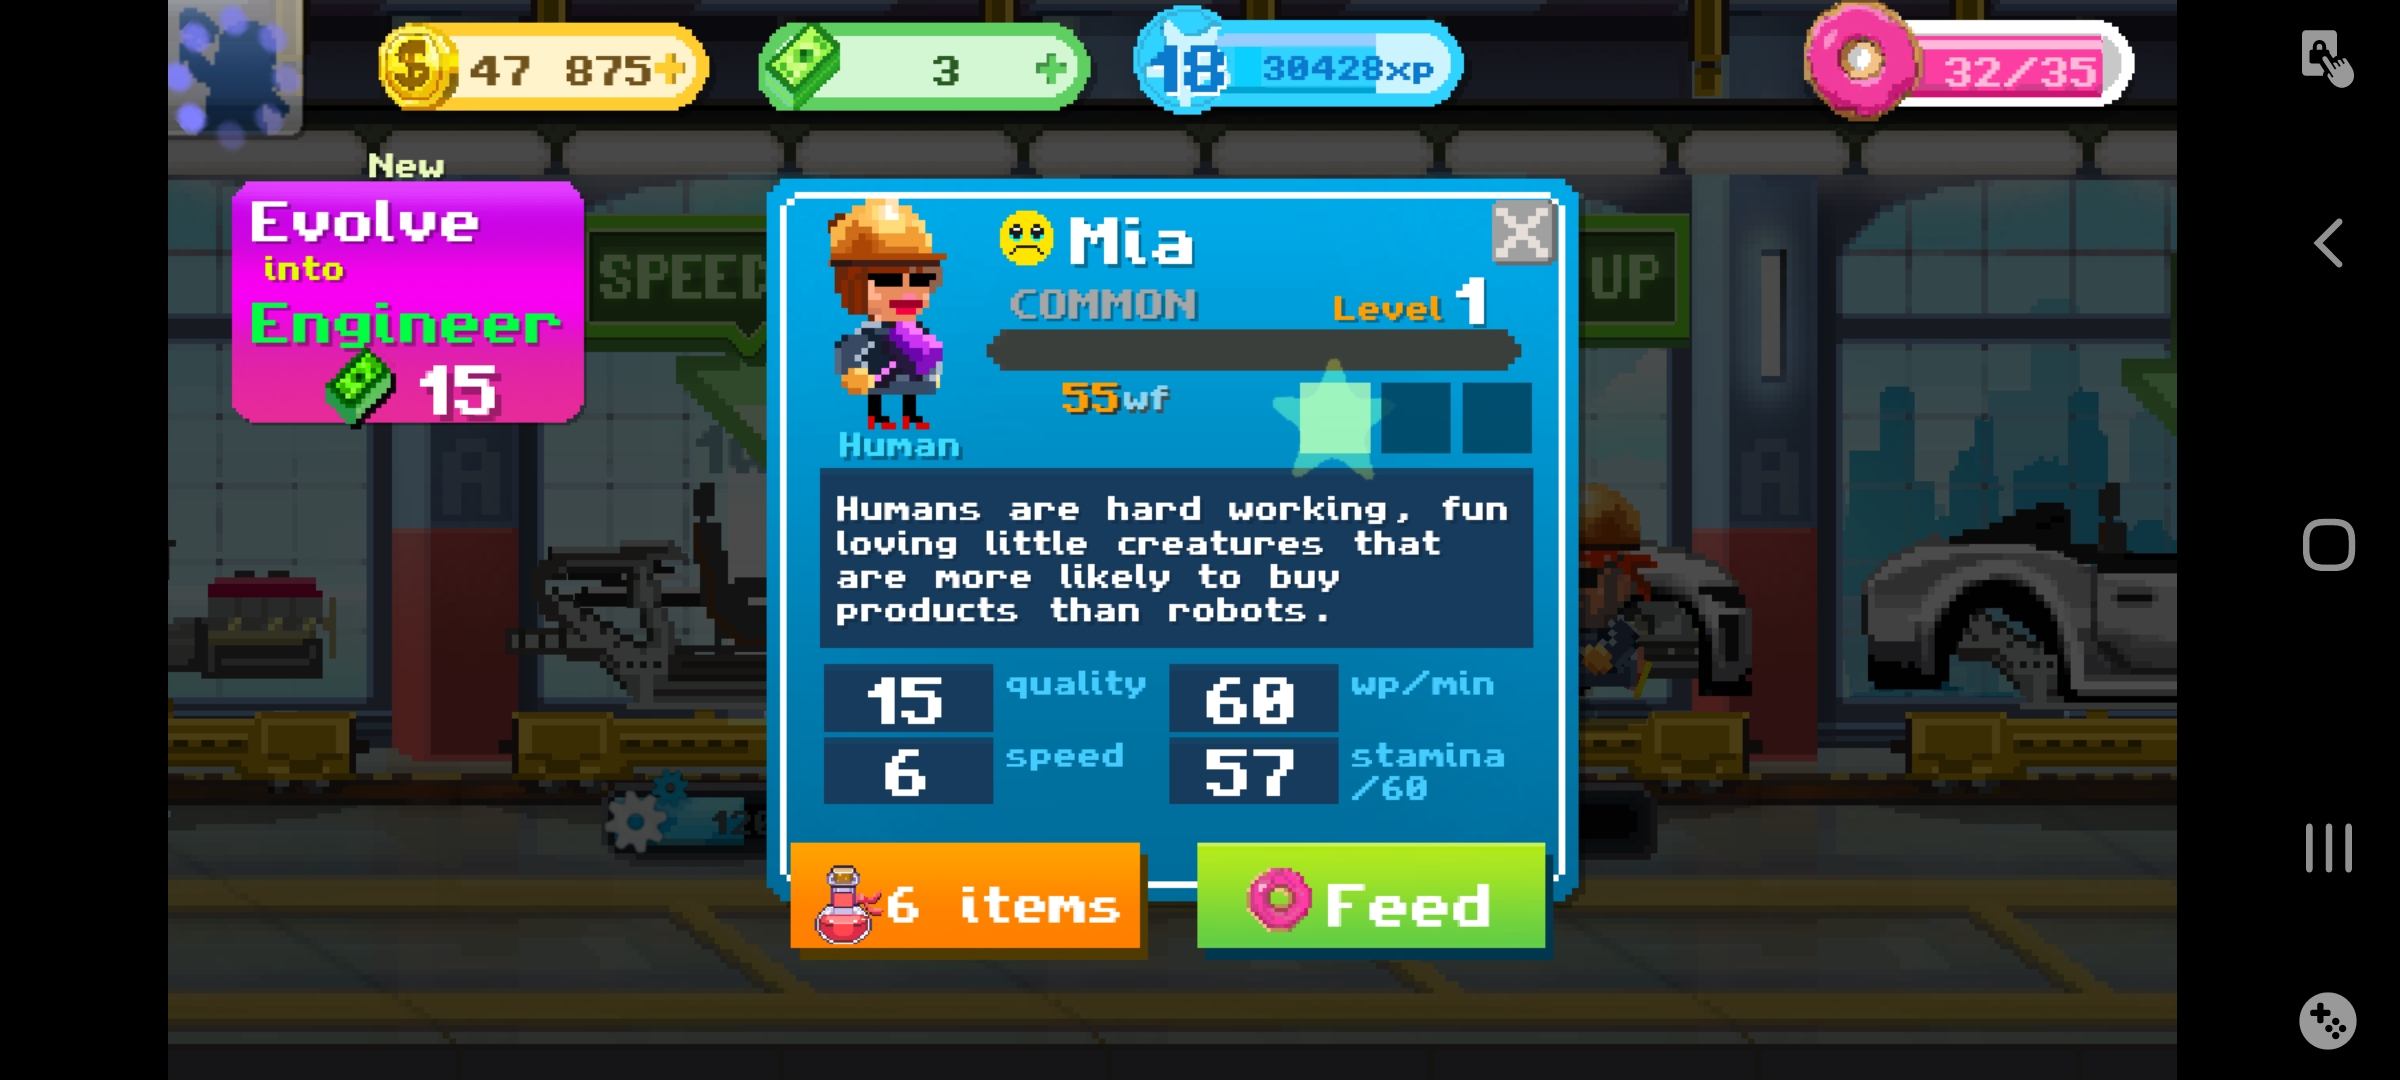 47 875
3
18 30428xp
32/35
New
Evolve
into
Engineer
15
SPEED
UP
Mia
COMMON
Level 1
55wf
Human
Humans are hard working, fun
loving little creatures that
are more likely to buy
products than robots.
15 quality
60 wp/min
6 speed
57 stamina
/60
6 items
Feed
A
A